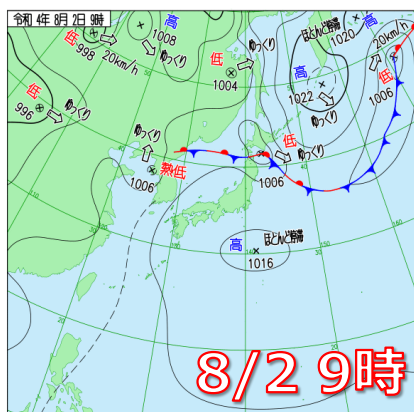 令和 4年 8月 2日 9時
高
1008
ゆっくり
低
998
20km/h
低
996
ゆっくり
低
1004
ゆっくり
ほとんど停滞
1020
高
20km/h
高
1022
ゆっくり
低
1006
ゆっくり
熱低
1006
低
ゆっくり
1006
高
ほとんど停滞
1016
8/2 9時